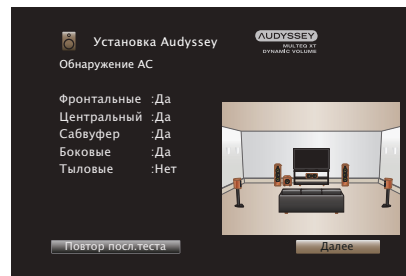 Установка Audyssey
AUDYSSEY
MULTEQ XT
DYNAMIC VOLUME
Обнаружение АС
Фронтальные :Да
Центральный :Да
Сабвуфер :Да
Боковые :Да
Тыловые :Нет
Повтор посл.теста
Далее